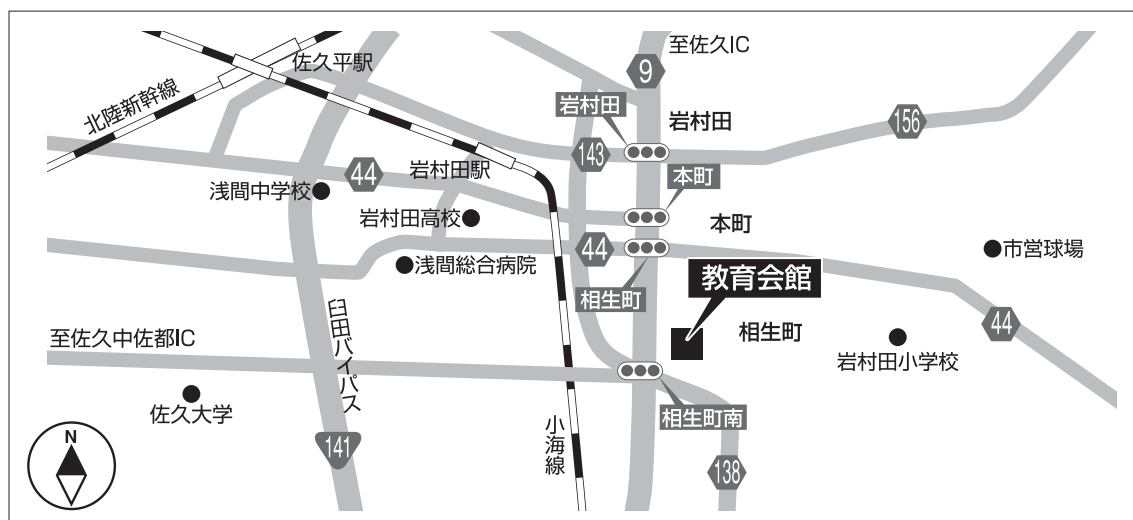 至佐久IC
佐久平駅
9
北陸新幹線
岩村田
岩村田
156
143
岩村田駅
44
本町
浅間中学校
岩村田高校
本町
44
市営球場
浅間総合病院
教育会館
相生町
臼田バイパス
相生町
44
至佐久中佐都IC
岩村田小学校
佐久大学
相生町南
小海線
N
141
138